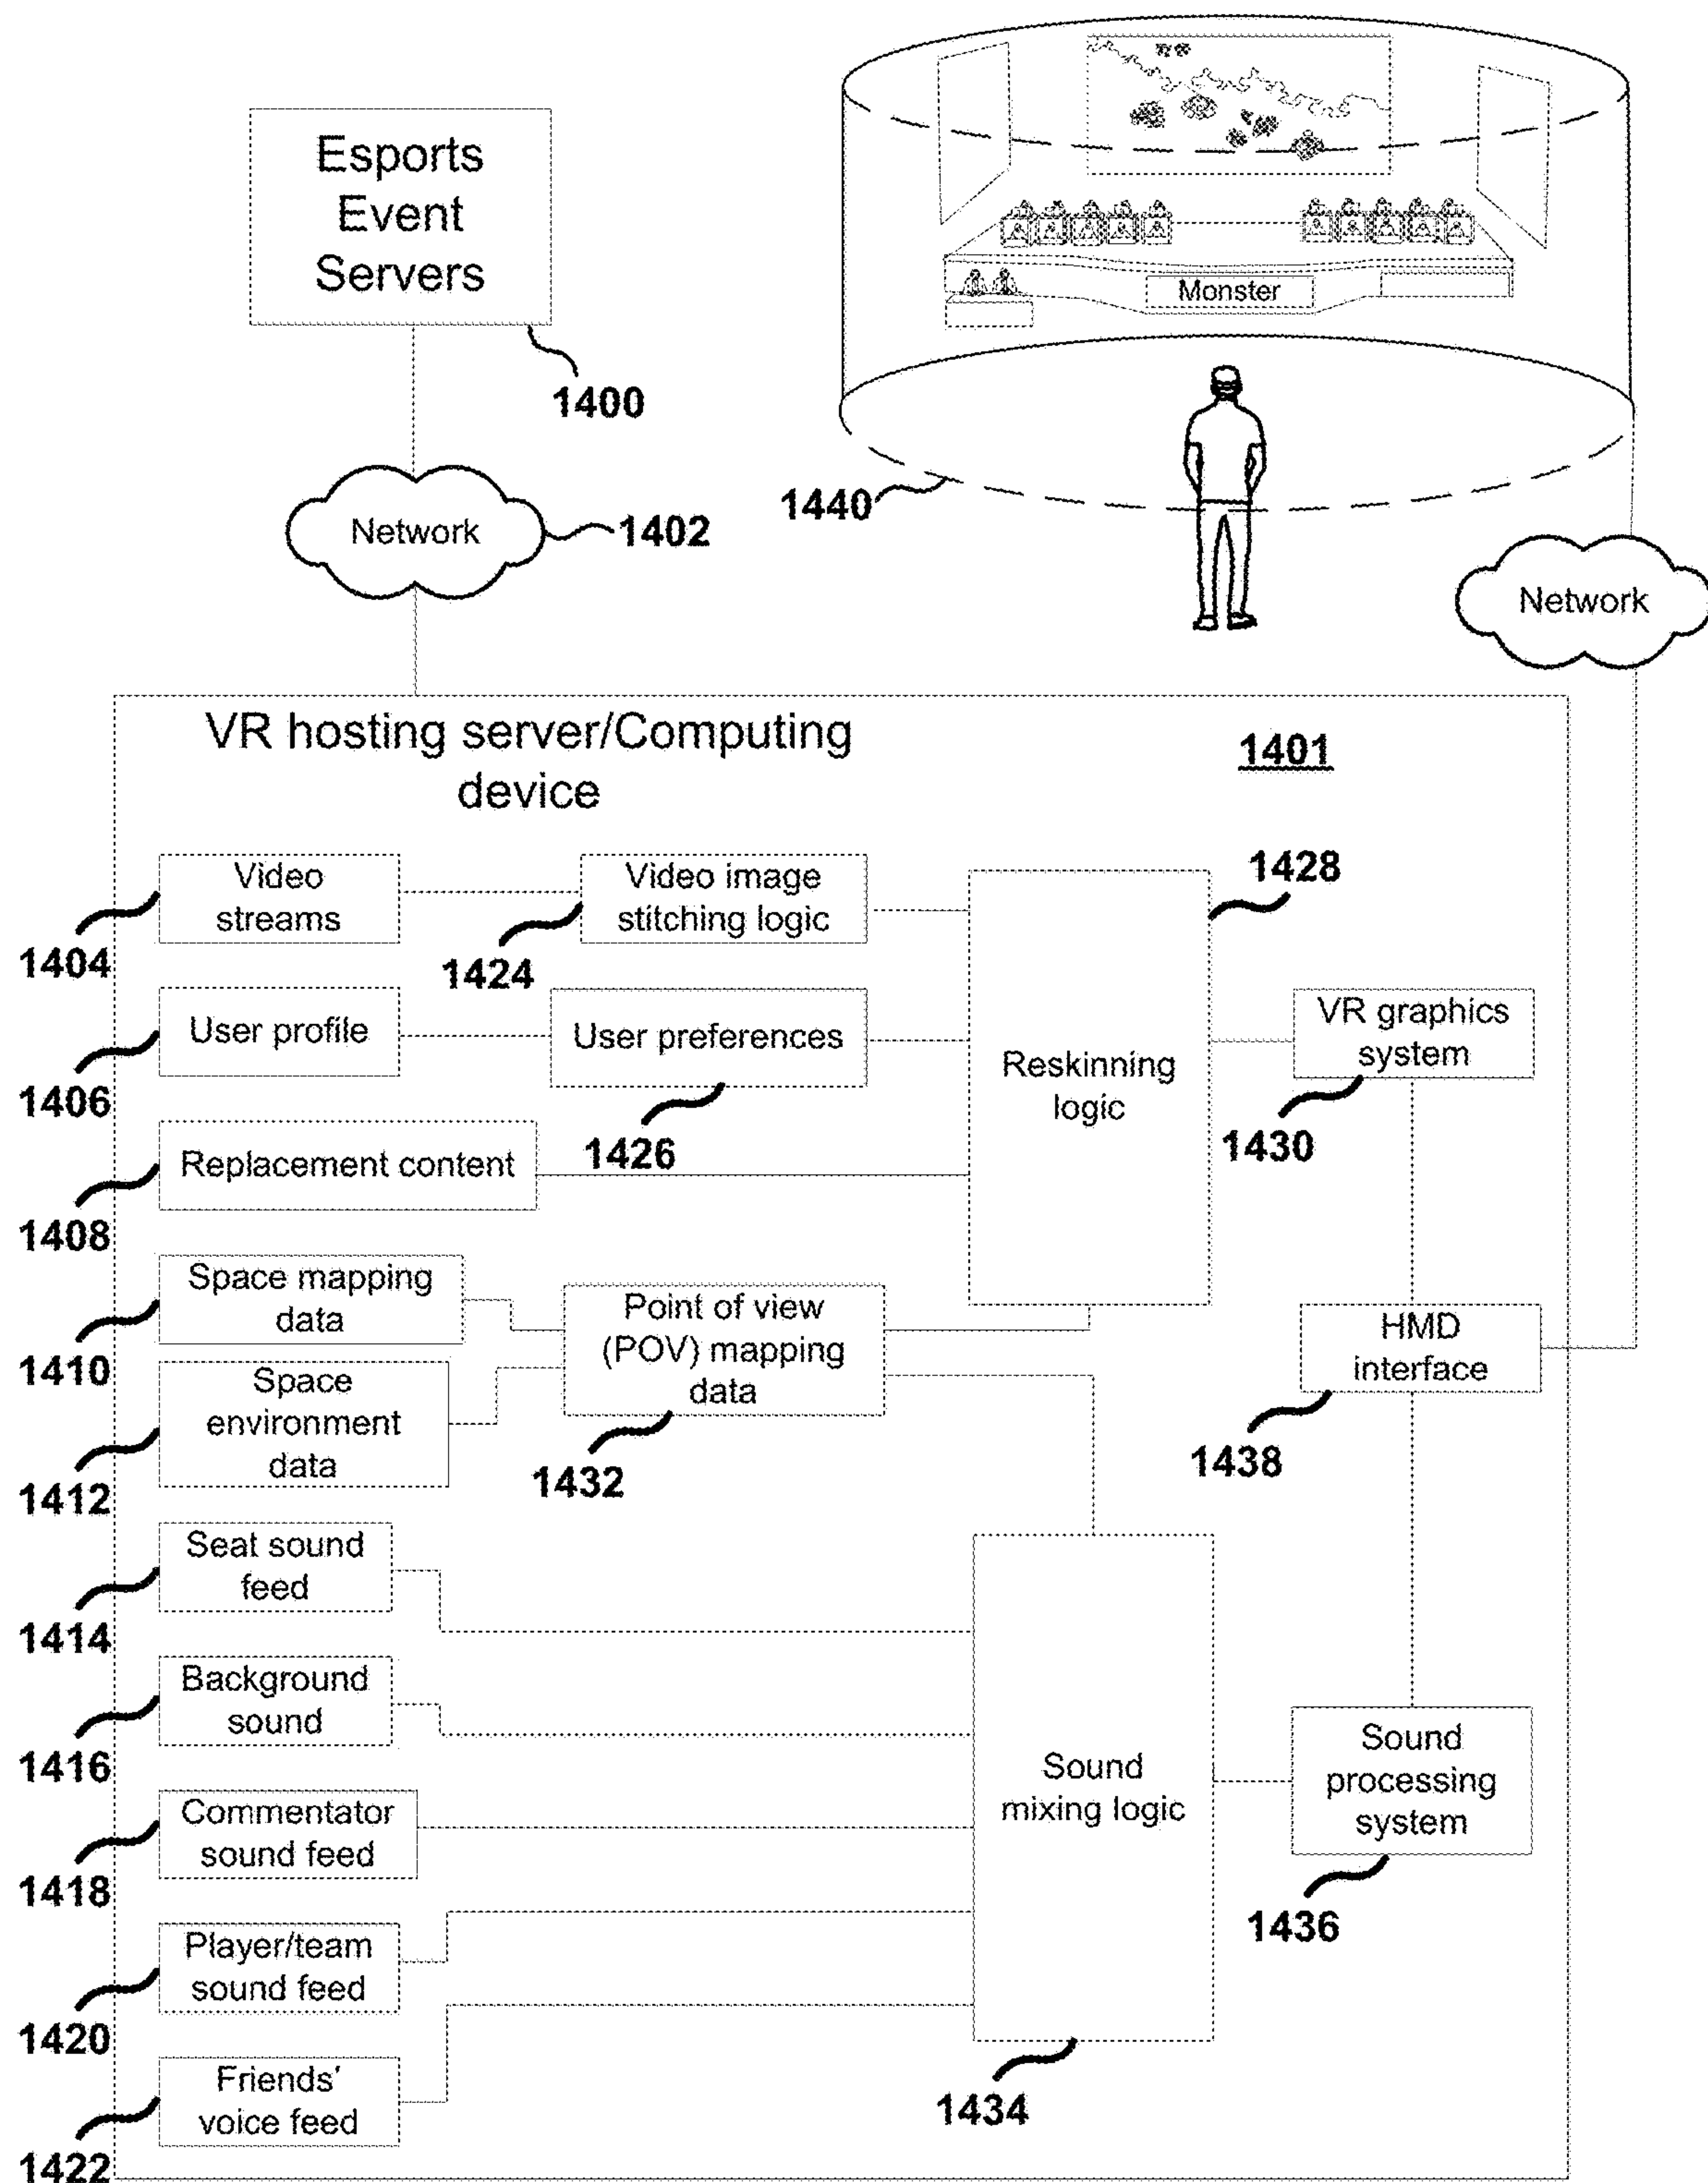 Esports
Event
Servers
1400
Monster
1440
Network
1402
Network
VR hosting server/Computing
device
1401
Video
streams
1404
Video image
stitching logic
1424
1428
User profile
1406
User preferences
1426
Reskinning
logic
VR graphics
system
1430
Replacement content
1408
Space mapping
data
1410
Point of view
(POV) mapping
data
1432
HMD
interface
1438
Space
environment
data
1412
Seat sound
feed
1414
Background
sound
1416
Sound
mixing logic
1434
Sound
processing
system
1436
Commentator
sound feed
1418
Player/team
sound feed
1420
Friends'
voice feed
1422